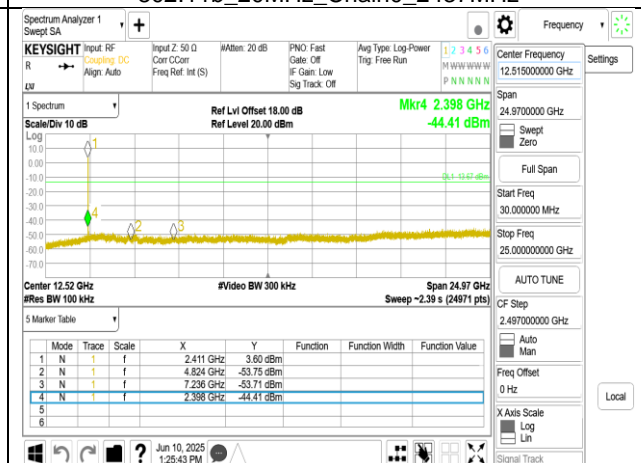 Spectrum Analyzer 1
Swept SA
Frequency
KEYSIGHT
R
LXI
Input: RF
Coupling: DC
Align: Auto
Input Z: 50 Ω
Corr CCorr
Freq Ref: Int (S)
#Atten: 20 dB
PNO: Fast
Gate: Off
IF Gain: Low
Sig Track: Off
Avg Type: Log-Power
Trig: Free Run
1 2 3 4 5 6
M W W W W W
P N N N N N
Center Frequency
12.515000000 GHz
Settings
1 Spectrum
Scale/Div 10 dB
Ref Lvl Offset 18.00 dB
Ref Level 20.00 dBm
Mkr4 2.398 GHz
-44.41 dBm
Span
24.9700000 GHz
Swept
Zero
Full Span
Start Freq
30.000000 MHz
Stop Freq
25.000000000 GHz
AUTO TUNE
CF Step
2.497000000 GHz
Auto
Man
Freq Offset
0 Hz
X Axis Scale
Log
Lin
Signal Track
Local
Log
10.0
0.00
-10.0
-20.0
-30.0
-40.0
-50.0
-60.0
-70.0
1
2
3
4
DL1 -13.67 dBm
Center 12.52 GHz
#Res BW 100 kHz
#Video BW 300 kHz
Span 24.97 GHz
Sweep ~2.39 s (24971 pts)
5 Marker Table
Mode Trace Scale X Y Function Function Width Function Value
1 N 1 f 2.411 GHz 3.60 dBm
2 N 1 f 4.824 GHz -53.75 dBm
3 N 1 f 7.236 GHz -53.71 dBm
4 N 1 f 2.398 GHz -44.41 dBm
5
6
Jun 10, 2025
1:25:43 PM